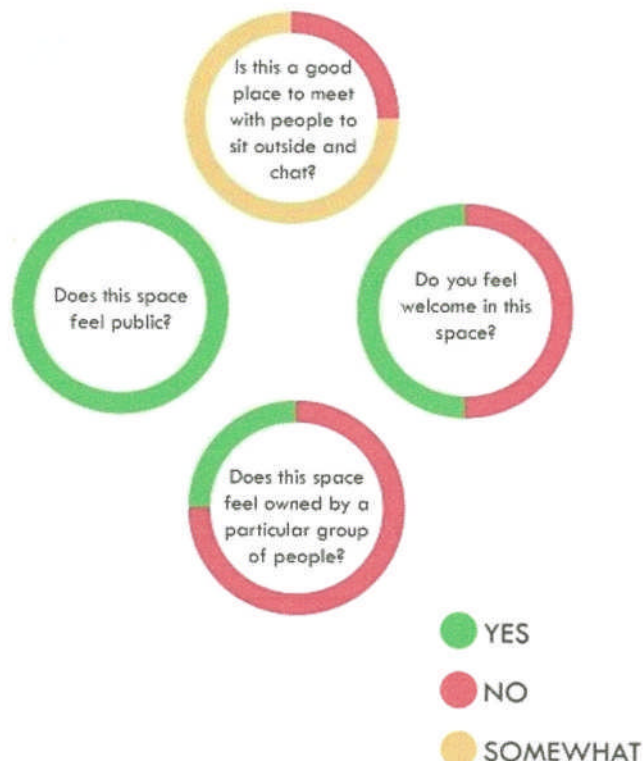 Is this a good
place to meet
with people to
sit outside and
chat?
Does this space
feel public?
Do you feel
welcome in this
space?
Does this space
feel owned by a
particular group
of people?
YES
NO
SOMEWHAT